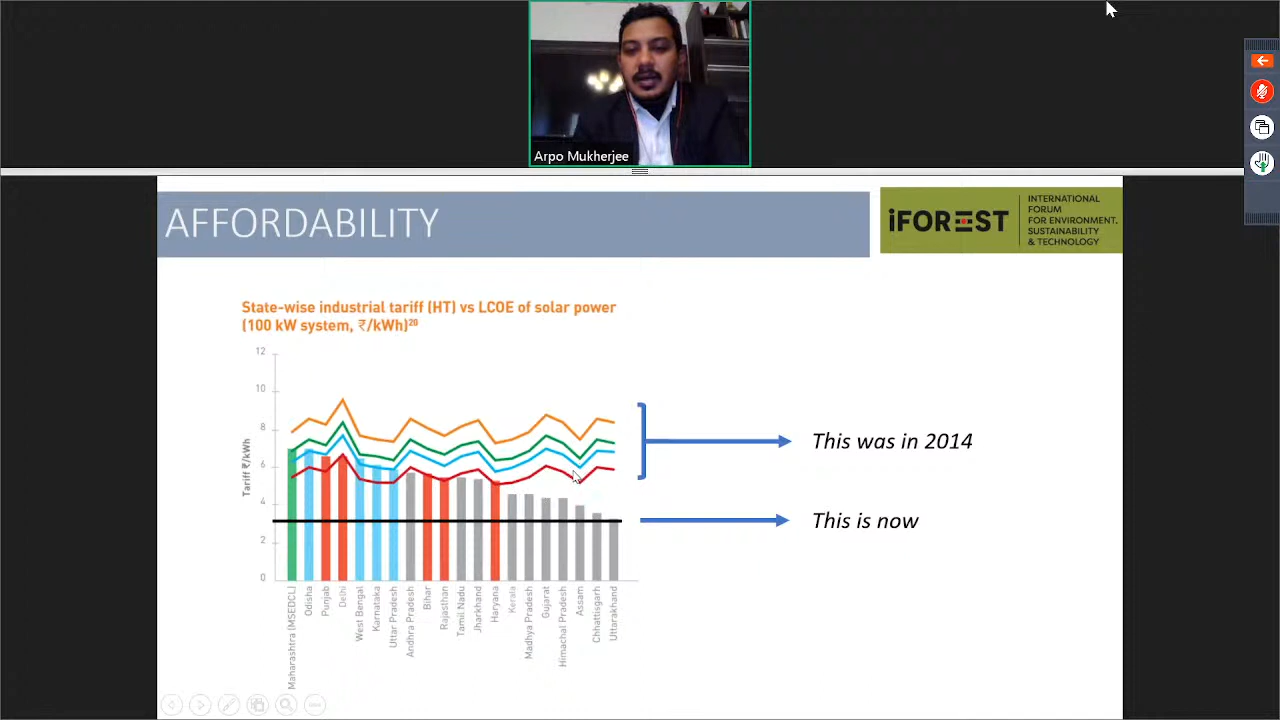 Arpo Mukherjee
AFFORDABILITY
iFOREST
INTERNATIONAL
FORUM
FOR ENVIRONMENT,
SUSTAINABILITY
& TECHNOLOGY
State-wise industrial tariff (HT) vs LCOE of solar power
(100 kW system, ₹/kWh)²⁰
Tariff ₹/kWh
12
10
8
6
4
2
0
This was in 2014
This is now
Maharashtra (MSEDCL)
Odisha
Punjab
Delhi
West Bengal
Karnataka
Uttar Pradesh
Andhra Pradesh
Bihar
Rajasthan
Tamil Nadu
Jharkhand
Haryana
Kerala
Madhya Pradesh
Gujarat
Himachal Pradesh
Assam
Chhattisgarh
Uttarakhand